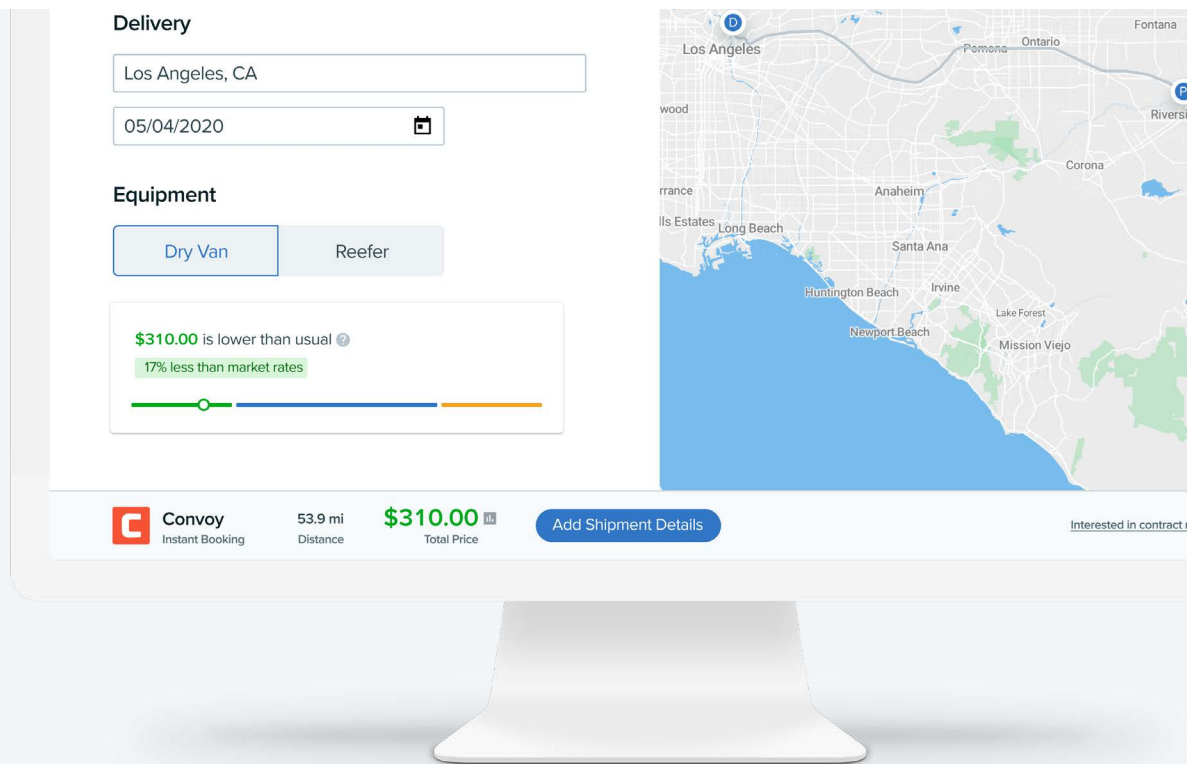 Delivery
Los Angeles, CA
05/04/2020
Equipment
Dry Van
Reefer
$310.00 is lower than usual ?
17% less than market rates
Convoy
Instant Booking
53.9 mi
Distance
$310.00
Total Price
Add Shipment Details
Interested in contract
D
Los Angeles
Pomona
Ontario
Fontana
P
wood
Riversi
Corona
rrance
Anaheim
lls Estates
Long Beach
Santa Ana
Huntington Beach
Irvine
Lake Forest
Newport Beach
Mission Viejo